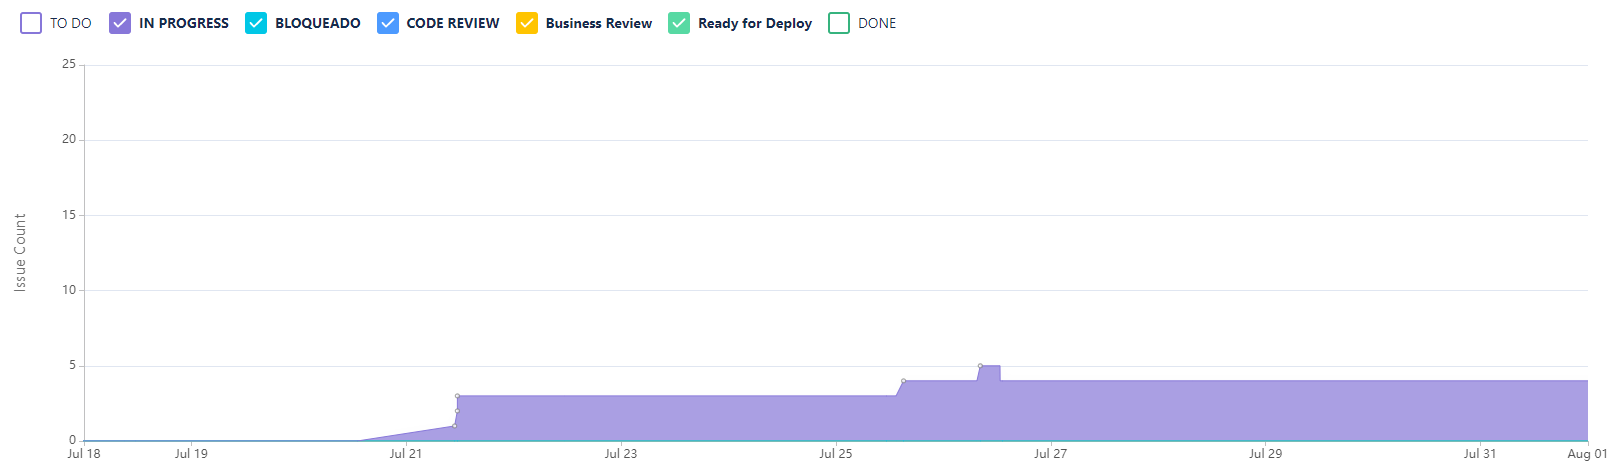 TO DO IN PROGRESS BLOQUEADO CODE REVIEW Business Review Ready for Deploy DONE
25
20
15
10
5
0
Issue Count
Jul 18 Jul 19 Jul 21 Jul 23 Jul 25 Jul 27 Jul 29 Jul 31 Aug 01